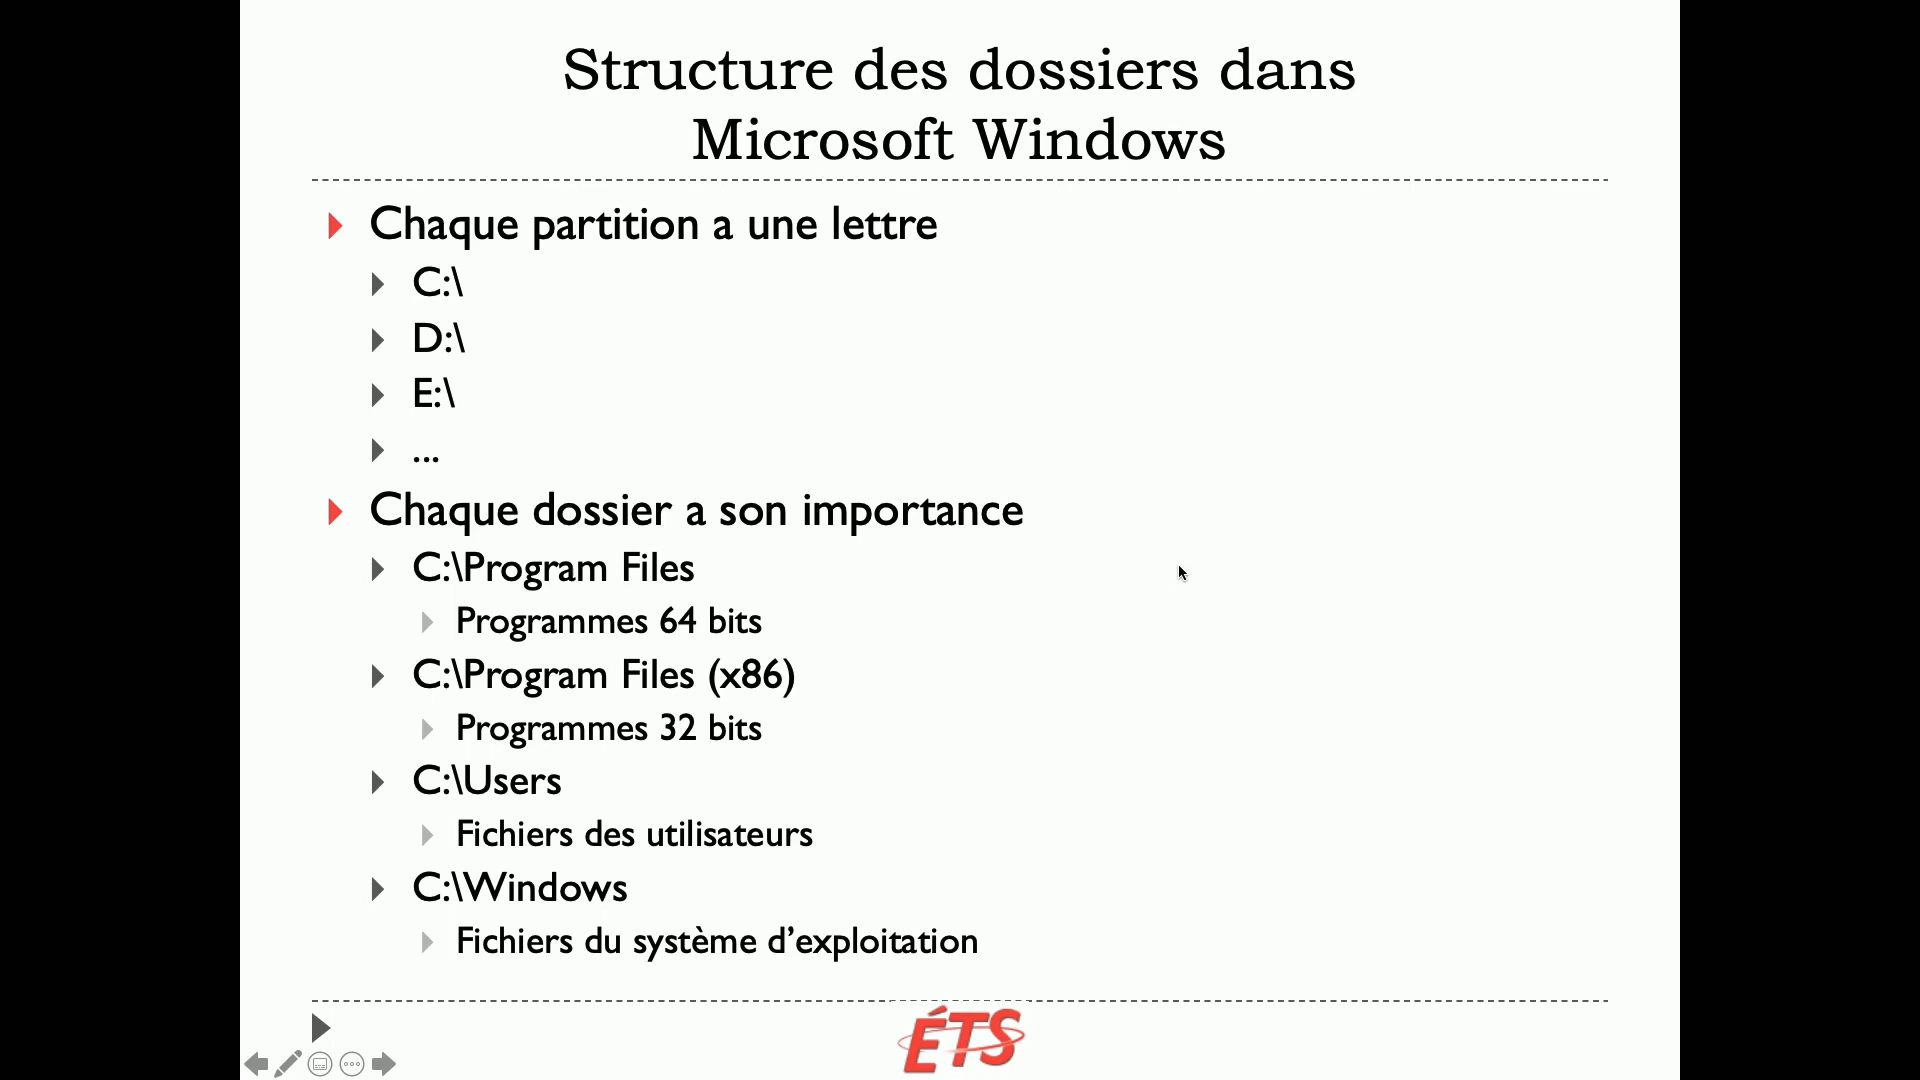 Structure des dossiers dans
Microsoft Windows
Chaque partition a une lettre
C:\
D:\
E:\
...
Chaque dossier a son importance
C:\Program Files
Programmes 64 bits
C:\Program Files (x86)
Programmes 32 bits
C:\Users
Fichiers des utilisateurs
C:\Windows
Fichiers du système d’exploitation
ÉTS